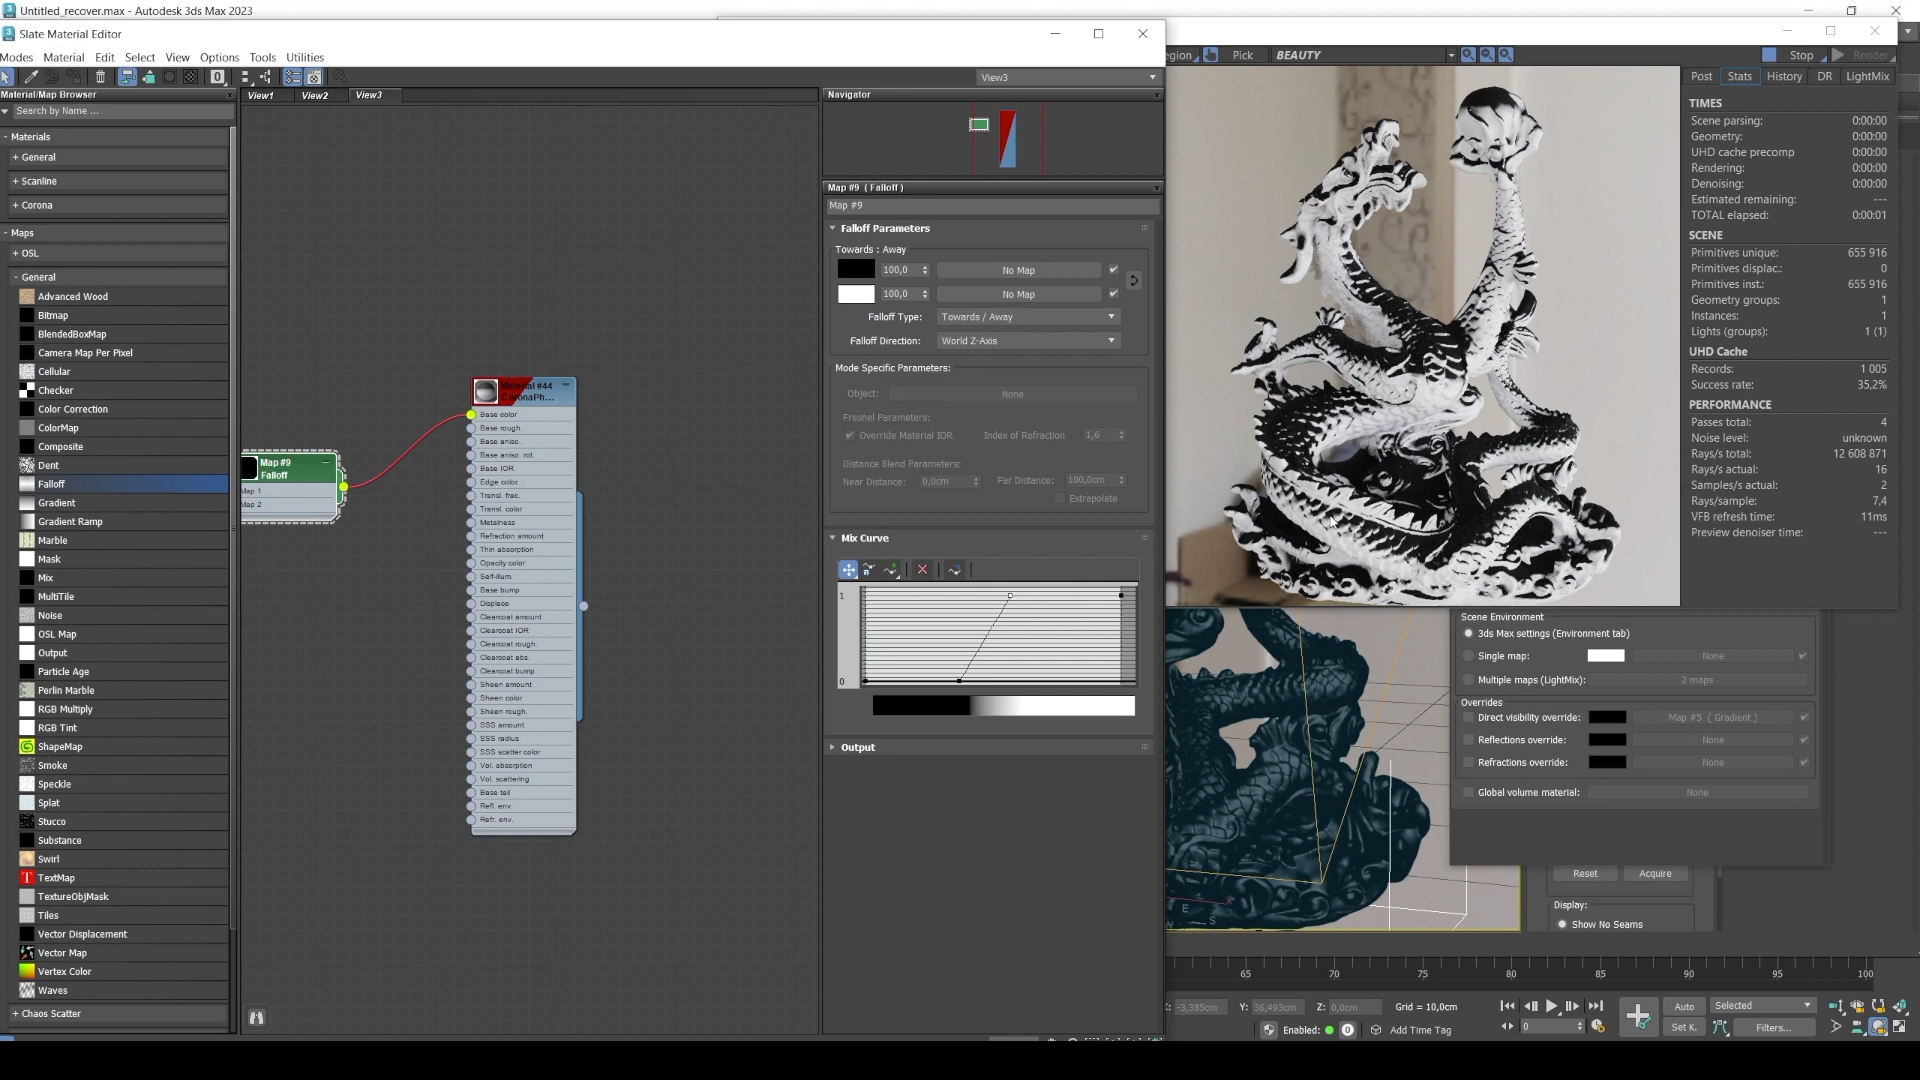 Untitled_recover.max - Autodesk 3ds Max 2023
Slate Material Editor
Modes Material Edit Select View Options Tools Utilities
View3
Material/Map Browser
Search by Name ...
- Materials
+ General
+ Scanline
+ Corona
- Maps
+ OSL
- General
Advanced Wood
Bitmap
BlendedBoxMap
Camera Map Per Pixel
Cellular
Checker
Color Correction
ColorMap
Composite
Dent
Falloff
Gradient
Gradient Ramp
Marble
Mask
Mix
MultiTile
Noise
OSL Map
Output
Particle Age
Perlin Marble
RGB Multiply
RGB Tint
ShapeMap
Smoke
Speckle
Splat
Stucco
Substance
Swirl
TextMap
TextureObjMask
Tiles
Vector Displacement
Vector Map
Vertex Color
Waves
+ Chaos Scatter
View1 View2 View3
Map #9
Falloff
Map 1
Map 2
Material #44
CoronaPh...
Base color
Base rough.
Base aniso.
Base aniso. rot.
Base IOR
Edge color
Transl. frac.
Transl. color
Metalness
Refraction amount
Thin absorption
Opacity color
Self-illum.
Base bump
Displace
Clearcoat amount
Clearcoat IOR
Clearcoat rough.
Clearcoat abs.
Clearcoat bump
Sheen amount
Sheen color
Sheen rough.
SSS amount
SSS radius
SSS scatter color
Vol. absorption
Vol. scattering
Base tail
Refl. env.
Refr. env.
Navigator
Map #9 ( Falloff )
Map #9
Falloff Parameters
Towards : Away
100,0 No Map
100,0 No Map
Falloff Type: Towards / Away
Falloff Direction: World Z-Axis
Mode Specific Parameters:
Object: None
Fresnel Parameters:
Override Material IOR Index of Refraction 1,6
Distance Blend Parameters:
Near Distance: 0,0cm Far Distance: 100,0cm
Extrapolate
Mix Curve
1
0
Output
egion Pick BEAUTY Stop Render
Post Stats History DR LightMix
TIMES
Scene parsing: 0:00:00
Geometry: 0:00:00
UHD cache precomp 0:00:00
Rendering: 0:00:00
Denoising: 0:00:00
Estimated remaining: ---
TOTAL elapsed: 0:00:01
SCENE
Primitives unique: 655 916
Primitives displac.: 0
Primitives inst.: 655 916
Geometry groups: 1
Instances: 1
Lights (groups): 1 (1)
UHD Cache
Records: 1 005
Success rate: 35,2%
PERFORMANCE
Passes total: 4
Noise level: unknown
Rays/s total: 12 608 871
Rays/s actual: 16
Samples/s actual: 2
Rays/sample: 7,4
VFB refresh time: 11ms
Preview denoiser time: ---
Scene Environment
3ds Max settings (Environment tab)
Single map: None
Multiple maps (LightMix): 2 maps
Overrides
Direct visibility override: Map #5 ( Gradient )
Reflections override: None
Refractions override: None
Global volume material: None
Reset Acquire
Display:
Show No Seams
E S
65 70 75 80 85 90 95 100
X: -3,385cm Y: 36,493cm Z: 0,0cm Grid = 10,0cm
Enabled: Add Time Tag
0
Auto Selected
Set K. Filters...